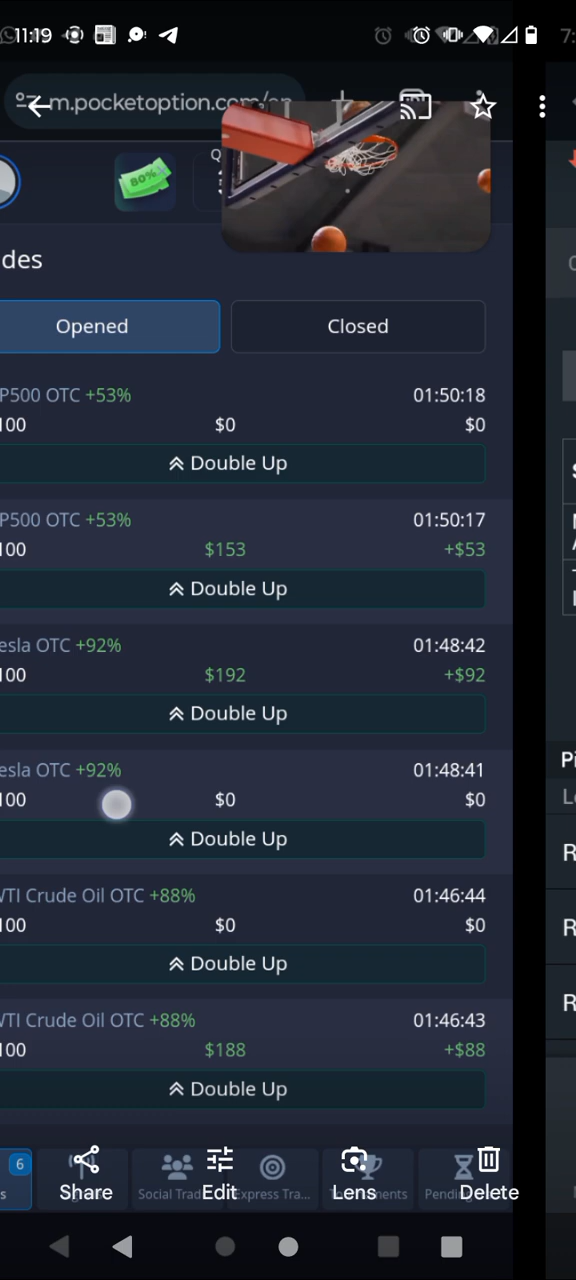 11:19
m.pocketoption.com/
80%
des
Opened
Closed
P500 OTC +53%
01:50:18
100
$0
$0
Double Up
P500 OTC +53%
01:50:17
100
$153
+$53
Double Up
esla OTC +92%
01:48:42
100
$192
+$92
Double Up
esla OTC +92%
01:48:41
100
$0
$0
Double Up
WTI Crude Oil OTC +88%
01:46:44
100
$0
$0
Double Up
WTI Crude Oil OTC +88%
01:46:43
100
$188
+$88
Double Up
6
Share
Social Trad
Edit
Express Tra...
Lens
Pending
Delete